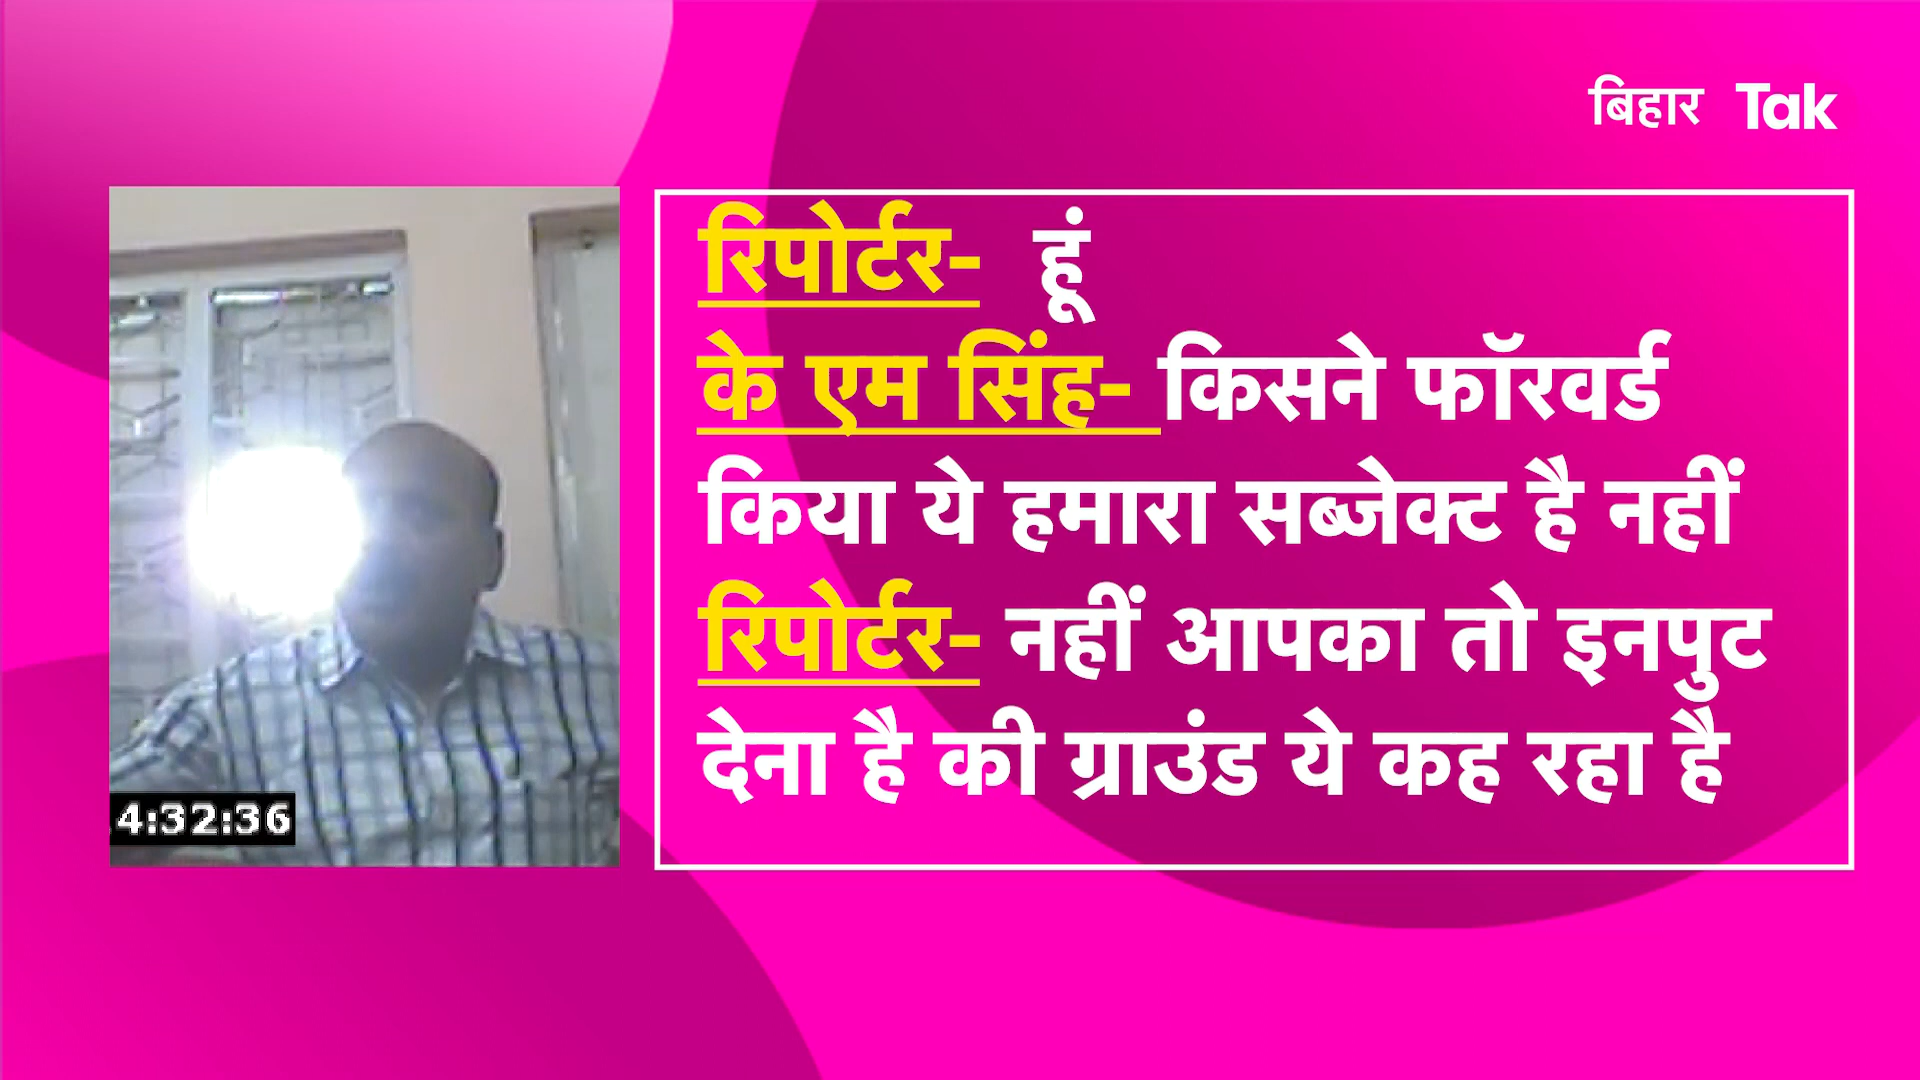 बिहार Tak
रिपोर्टर- हूं
के एम सिंह- किसने फॉरवर्ड
किया ये हमारा सब्जेक्ट है नहीं
रिपोर्टर- नहीं आपका तो इनपुट
देना है की ग्राउंड ये कह रहा है
4:32:36